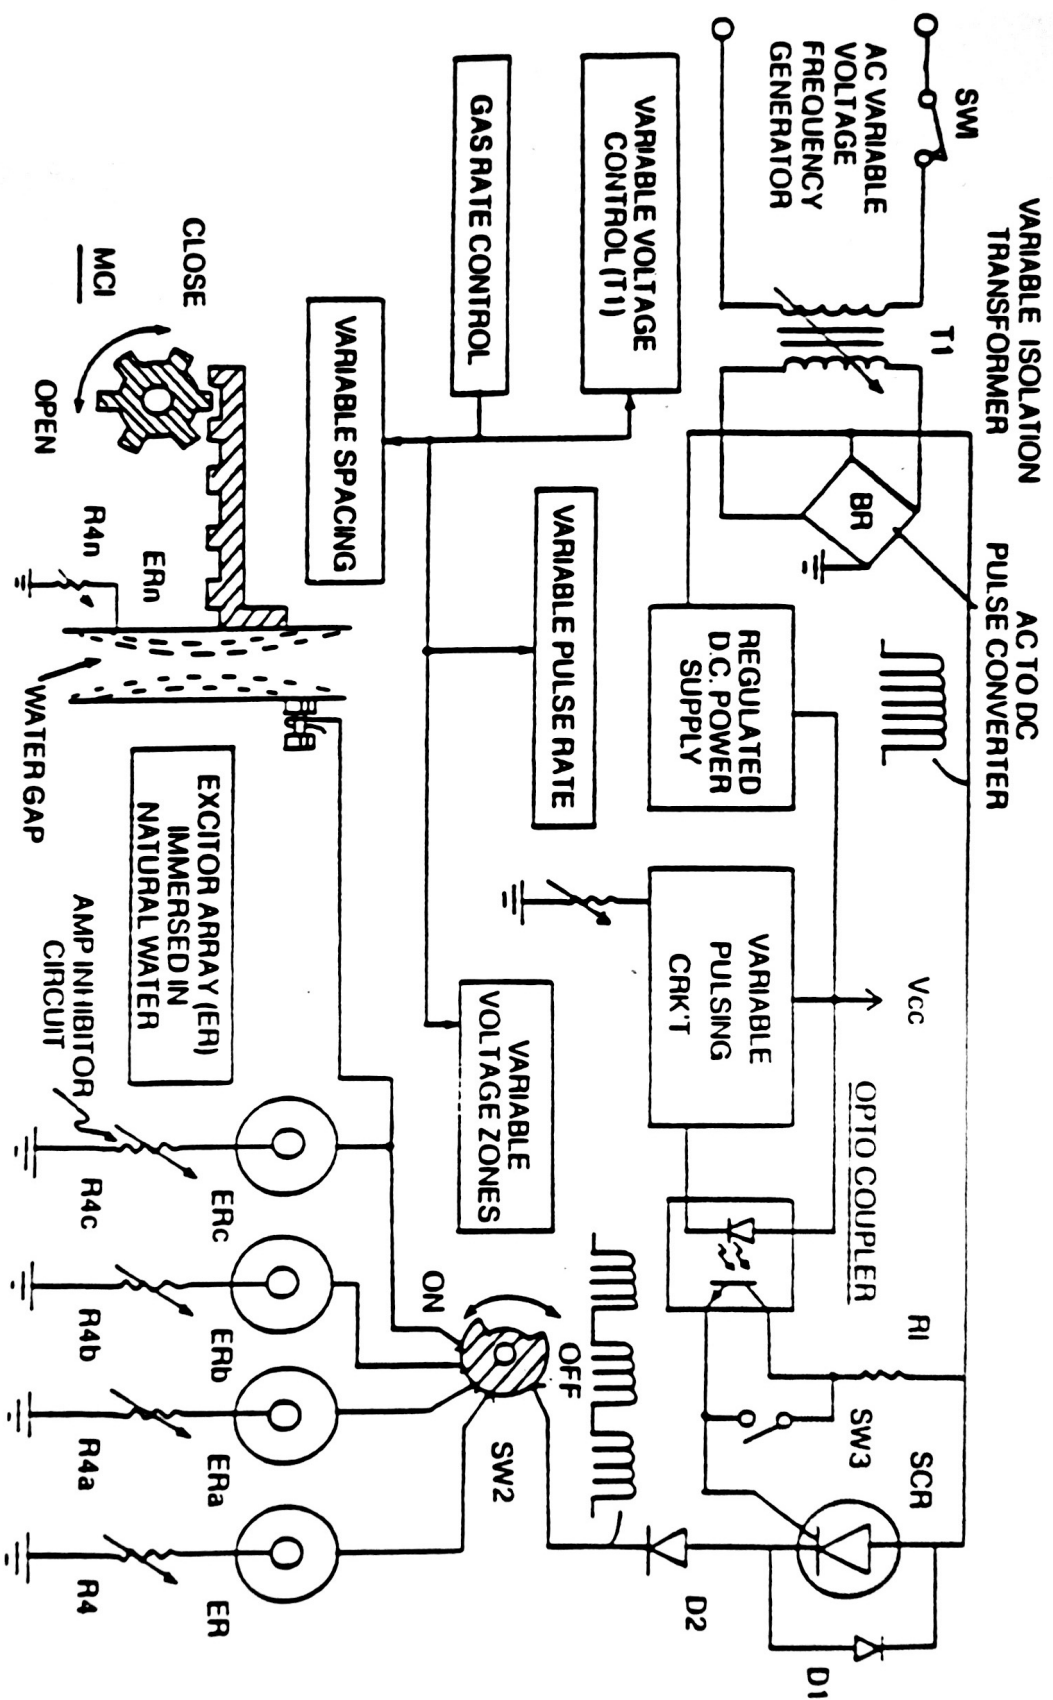 VARIABLE ISOLATION
TRANSFORMER
AC TO DC
PULSE CONVERTER
SW1
T1
AC VARIABLE
VOLTAGE
FREQUENCY
GENERATOR
BR
Vcc
OPTO COUPLER
R1
SW3
SCR
D1
D2
VARIABLE VOLTAGE
CONTROL (T1)
REGULATED
D.C. POWER
SUPPLY
VARIABLE
PULSING
CRK'T
GAS RATE CONTROL
VARIABLE PULSE RATE
VARIABLE
VOLTAGE ZONES
VARIABLE SPACING
OFF
ON
SW2
CLOSE
MCI
OPEN
R4n
ERn
WATER GAP
EXCITOR ARRAY (ER)
IMMERSED IN
NATURAL WATER
AMP INHIBITOR
CIRCUIT
ERc
ERb
ERa
ER
R4c
R4b
R4a
R4